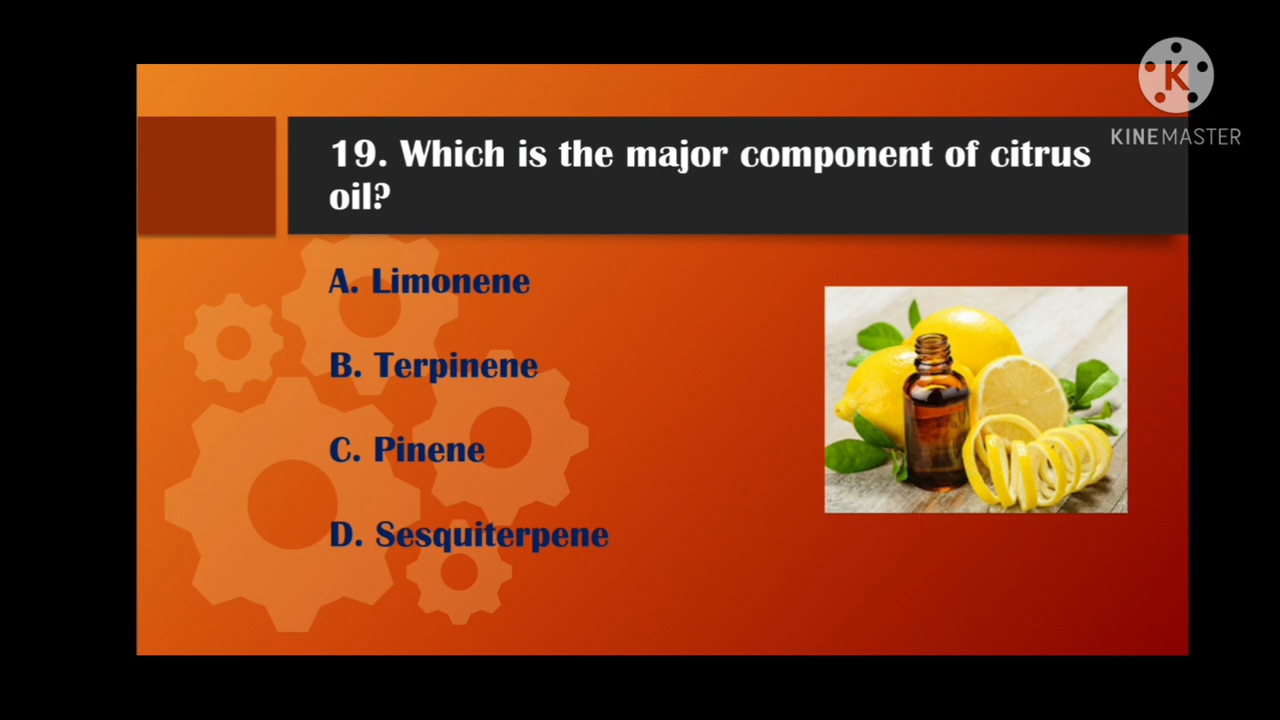 KINEMASTER
19. Which is the major component of citrus
oil?
A. Limonene
B. Terpinene
C. Pinene
D. Sesquiterpene